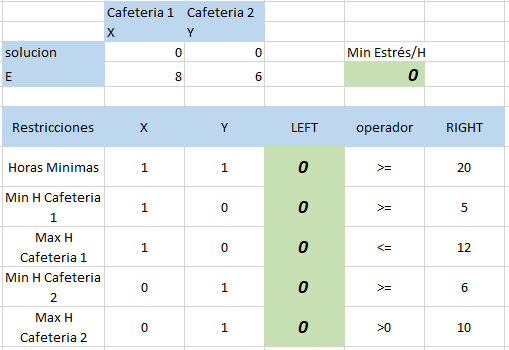 Cafeteria 1 Cafeteria 2
X Y
solucion 0 0 Min Estrés/H
E 8 6 0
Restricciones X Y LEFT operador RIGHT
Horas Minimas 1 1 0 >= 20
Min H Cafeteria
1 1 0 0 >= 5
Max H
Cafeteria 1 1 0 0 <= 12
Min H Cafeteria
2 0 1 0 >= 6
Max H
Cafeteria 2 0 1 0 >0 10